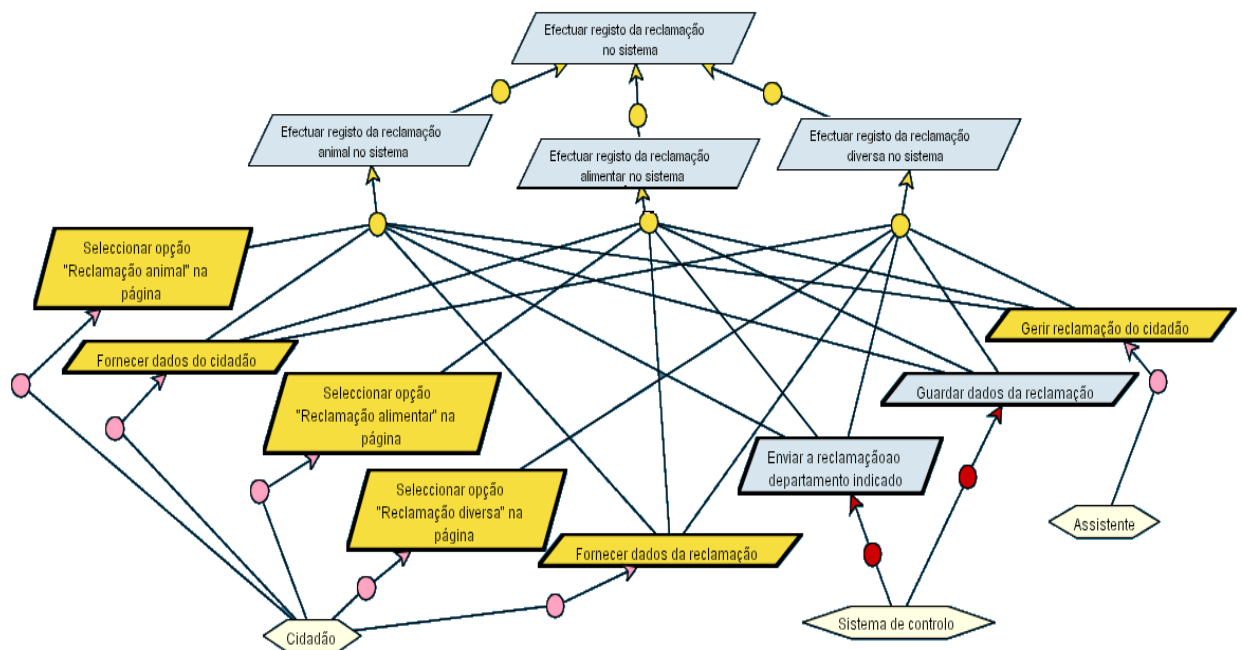 Efectuar registo da reclamação
no sistema
Efectuar registo da reclamação
animal no sistema
Efectuar registo da reclamação
alimentar no sistema
Efectuar registo da reclamação
diversa no sistema
Seleccionar opção
"Reclamação animal" na
página
Gerir reclamação do cidadão
Fornecer dados do cidadão
Seleccionar opção
"Reclamação alimentar" na
página
Guardar dados da reclamação
Enviar a reclamaçãoao
departamento indicado
Seleccionar opção
"Reclamação diversa" na
página
Assistente
Fornecer dados da reclamação
Cidadão
Sistema de controlo